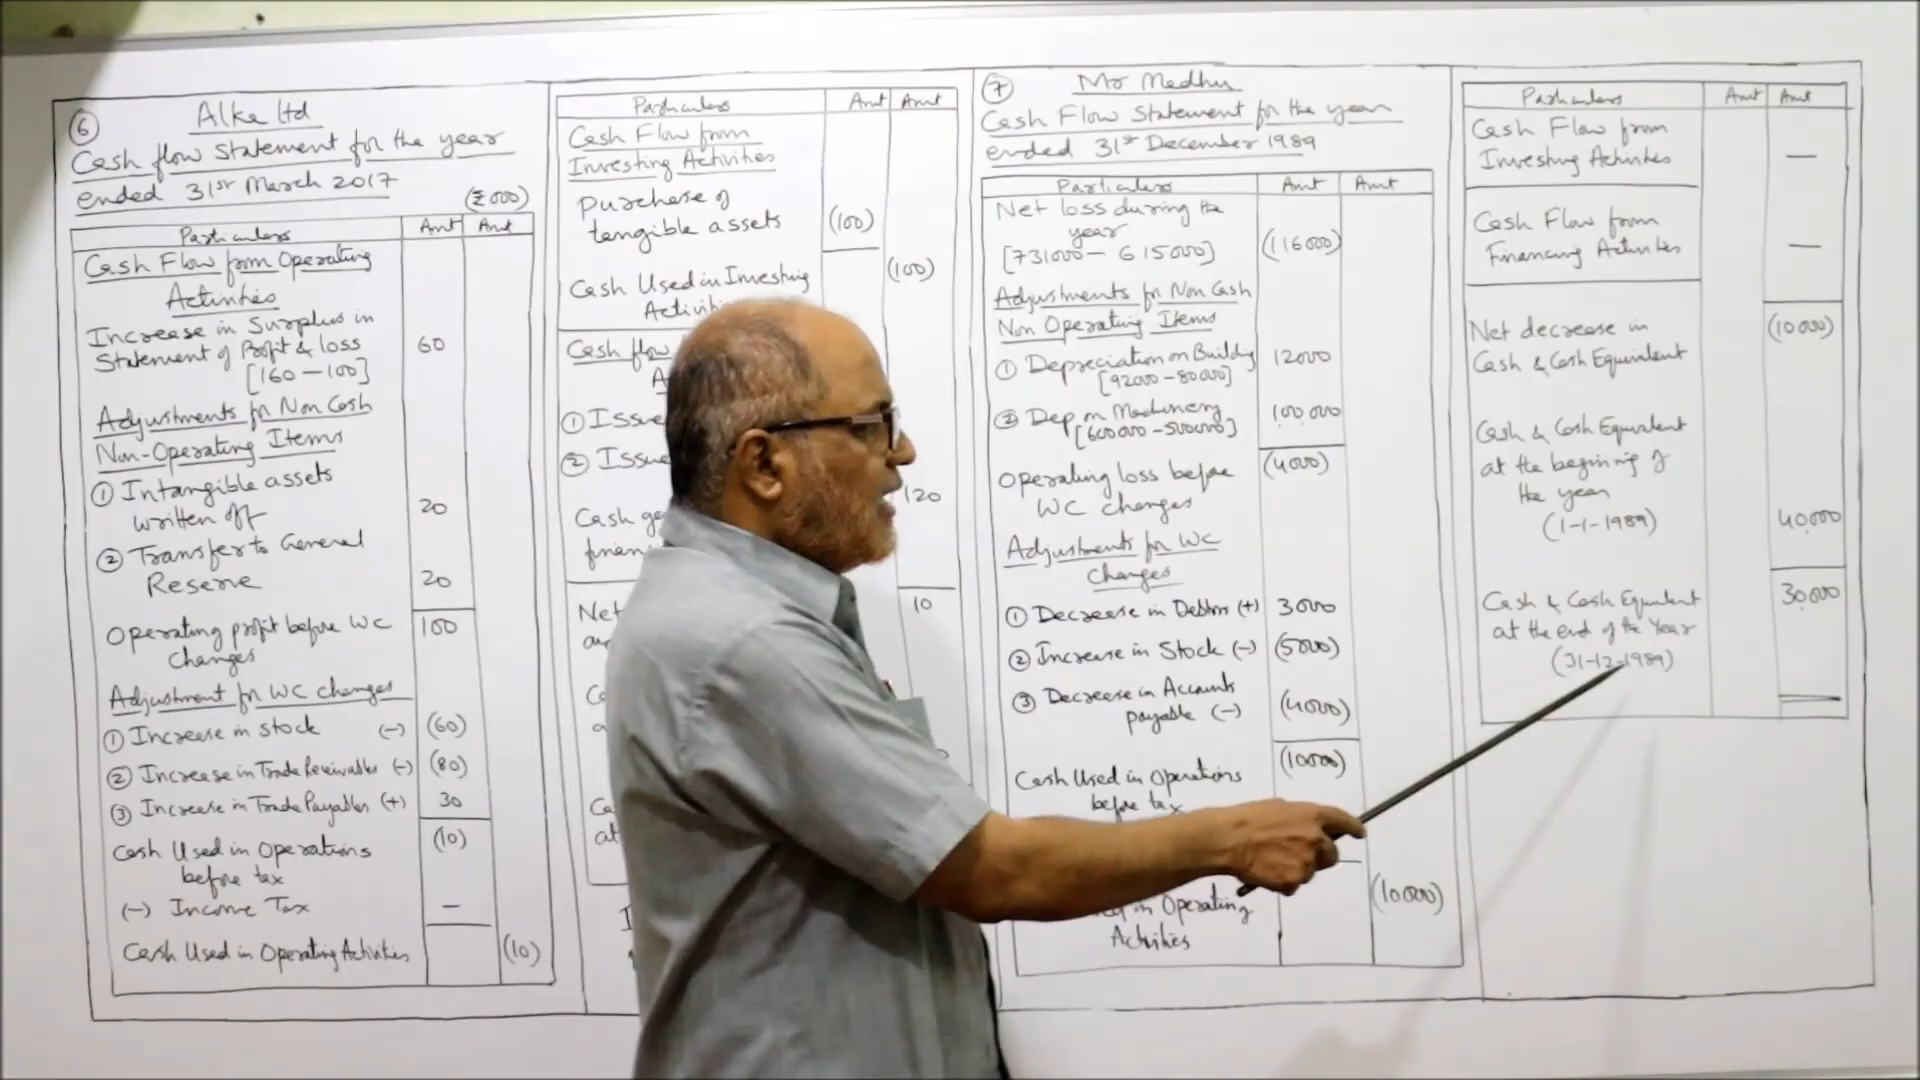 6
Alka Ltd
Cash flow Statement for the year
ended 31st March 2017
(₹000)
Particulars Amt Amt
Cash Flow from Operating
Activities
Increase in Surplus in
Statement of Profit & loss 60
[160 — 100]
Adjustments for Non Cash
Non-Operating Items
① Intangible assets
written off 20
② Transfer to General
Reserve 20
Operating profit before WC 100
changes
Adjustment for WC changes
① Increase in stock (-) (60)
② Increase in Trade Receivables (-) (80)
③ Increase in Trade Payables (+) 30
Cash Used in Operations (10)
before tax
(-) Income Tax —
Cash Used in Operating Activities (10)
Particulars Amt Amt
Cash Flow from
Investing Activities
Purchase of
tangible assets (100)
Cash Used in Investing (100)
Cash flow
① Issue
② Issue
120
Cash
Net 10
7
Mr Madhu
Cash Flow Statement for the year
ended 31st December 1989
Particulars Amt Amt
Net loss during the
year
[731000 — 615000] (116000)
Adjustments for Non Cash
Non Operating Items
① Depreciation on Building 12000
[92000 - 80000]
② Dep on Machinery 100,000
[600000 - 500000]
Operating loss before (4000)
WC changes
Adjustments for WC
changes
① Decrease in Debtors (+) 3000
② Increase in Stock (-) (5000)
③ Decrease in Accounts
payable (-) (4000)
Cash Used in Operations (10000)
before tax
in Operating (10000)
Activities
Particulars Amt Amt
Cash Flow from
Investing Activities —
Cash Flow from
Financing Activities —
Net decrease in (10000)
Cash & Cash Equivalent
Cash & Cash Equivalent
at the beginning of
the year
(1-1-1989) 40,000
Cash & Cash Equivalent 30,000
at the end of the Year
(31-12-1989)